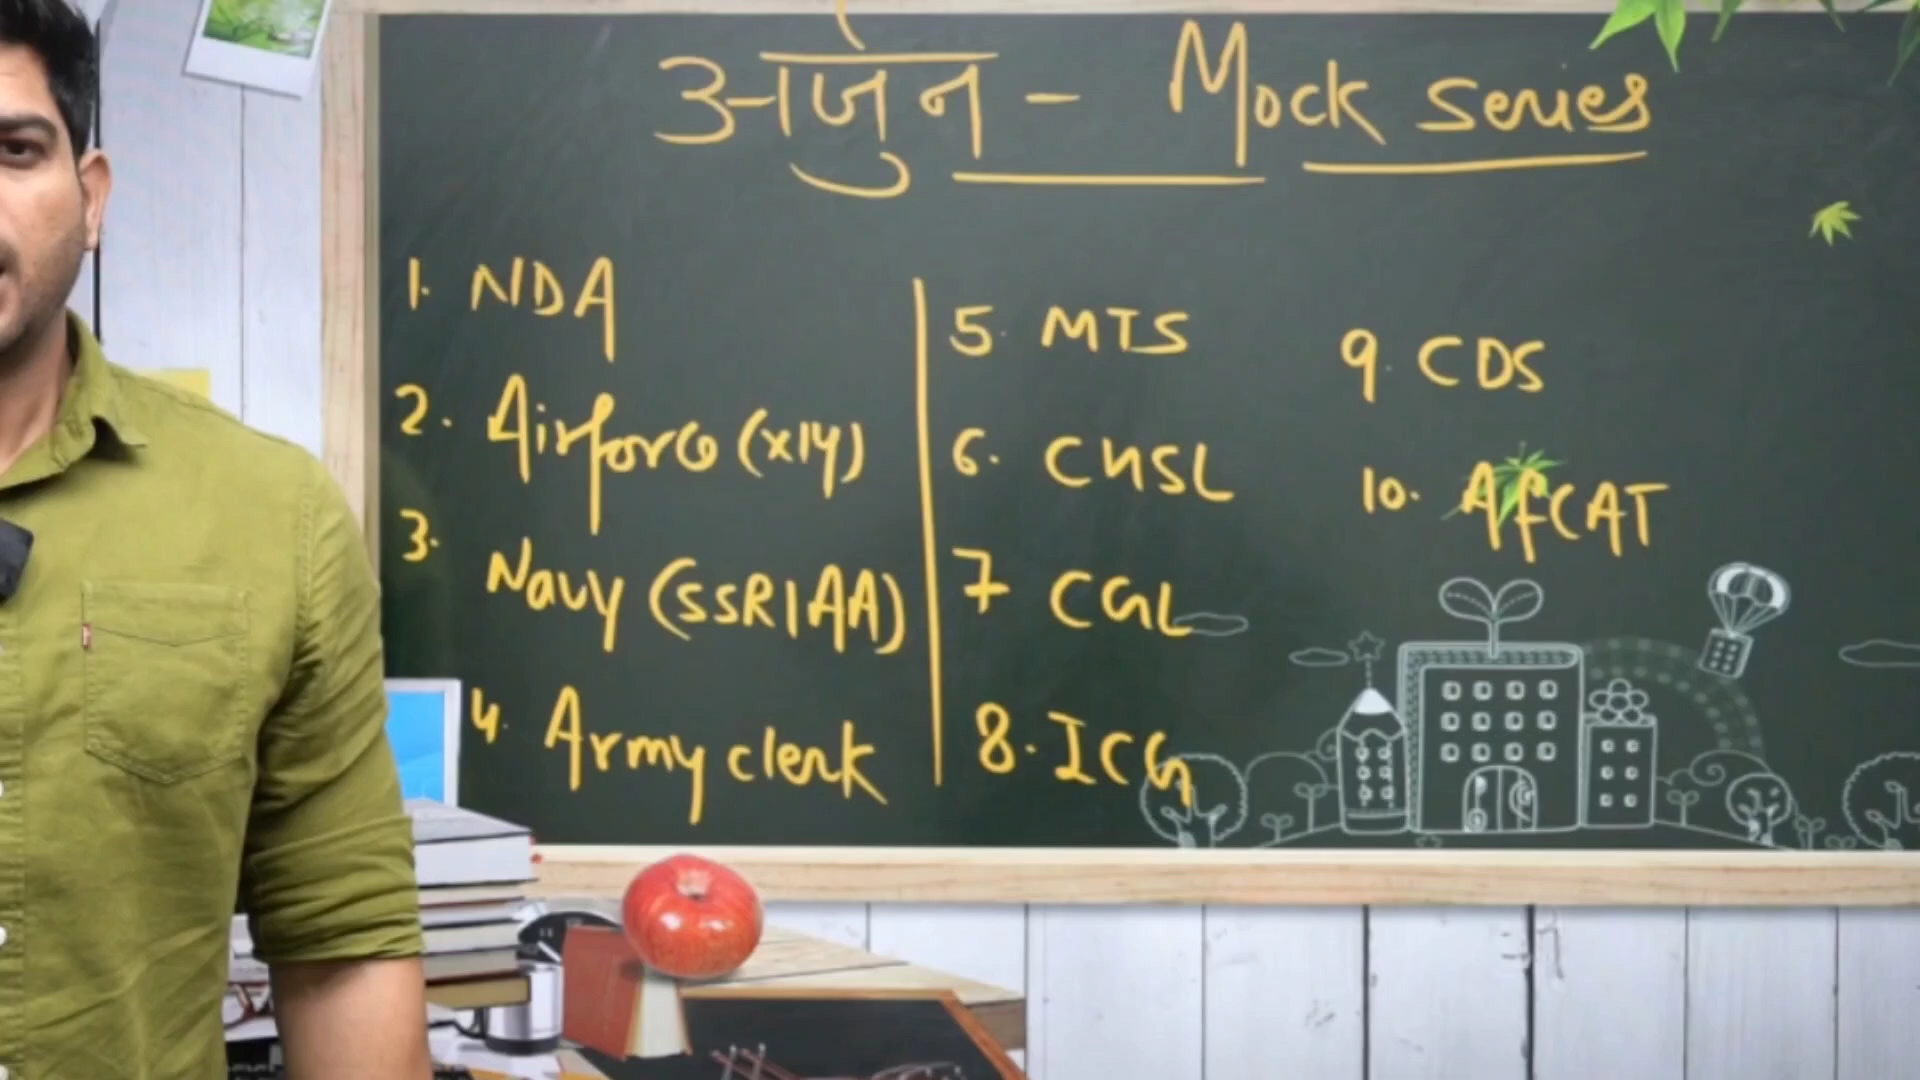 अर्जुन - Mock Series
1. NDA
2. Airforce (X/Y)
3. Navy (SSR/AA)
4. Army clerk
5. MTS
6. CHSL
7 CGL
8. ICG
9. CDS
10. AfCAT